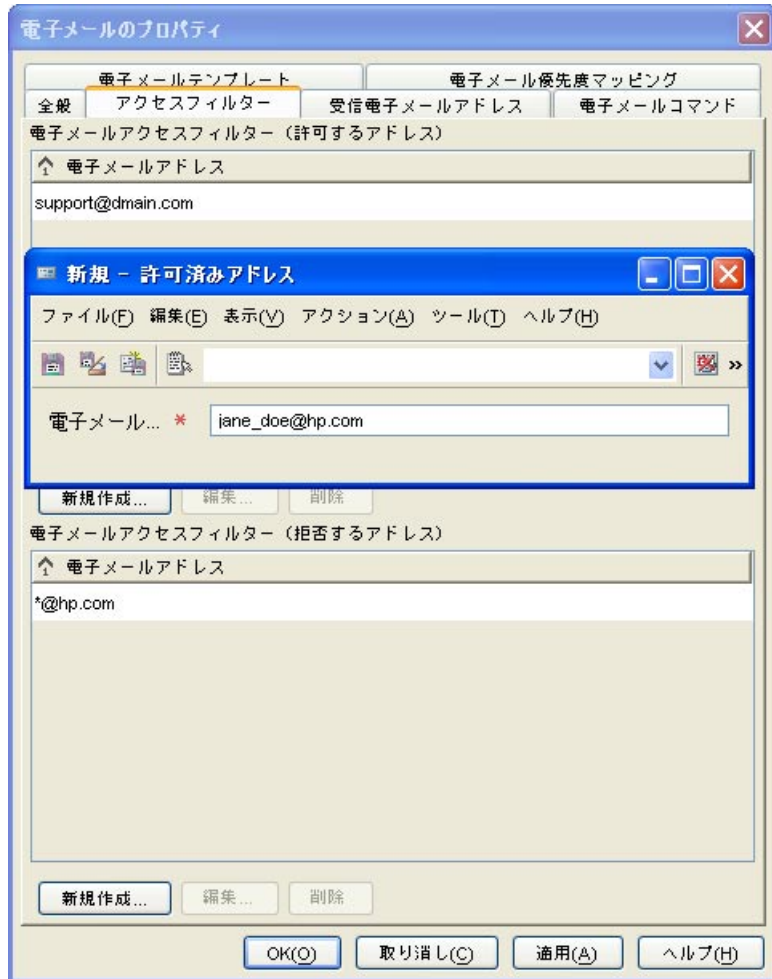 電子メールのプロパティ
電子メールテンプレート 電子メール優先度マッピング
全般 アクセスフィルター 受信電子メールアドレス 電子メールコマンド
電子メールアクセスフィルター（許可するアドレス）
電子メールアドレス
support@dmain.com
新規 - 許可済みアドレス
ファイル(F) 編集(E) 表示(V) アクション(A) ツール(T) ヘルプ(H)
»
電子メール... * jane_doe@hp.com
新規作成... 編集... 削除
電子メールアクセスフィルター（拒否するアドレス）
電子メールアドレス
*@hp.com
新規作成... 編集... 削除
OK(O) 取り消し(C) 適用(A) ヘルプ(H)